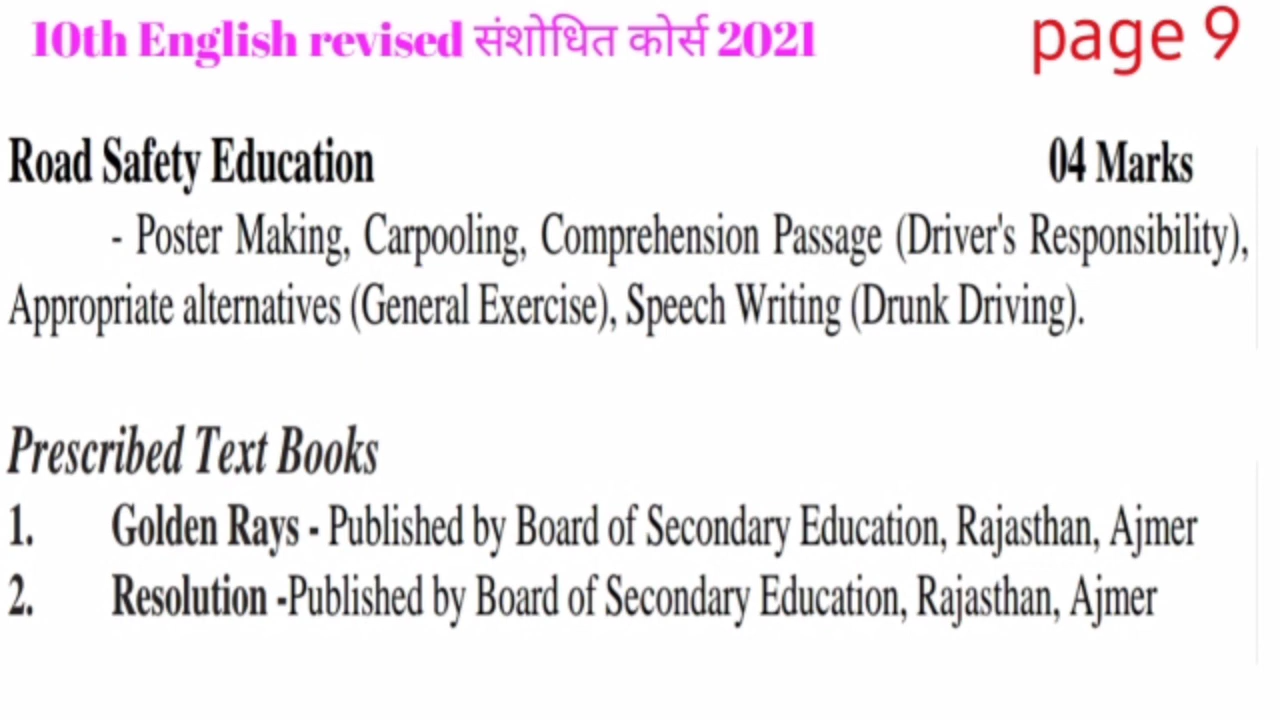 10th English revised संशोधित कोर्स 2021 page 9
Road Safety Education 04 Marks
- Poster Making, Carpooling, Comprehension Passage (Driver's Responsibility),
Appropriate alternatives (General Exercise), Speech Writing (Drunk Driving).
Prescribed Text Books
1. Golden Rays - Published by Board of Secondary Education, Rajasthan, Ajmer
2. Resolution -Published by Board of Secondary Education, Rajasthan, Ajmer